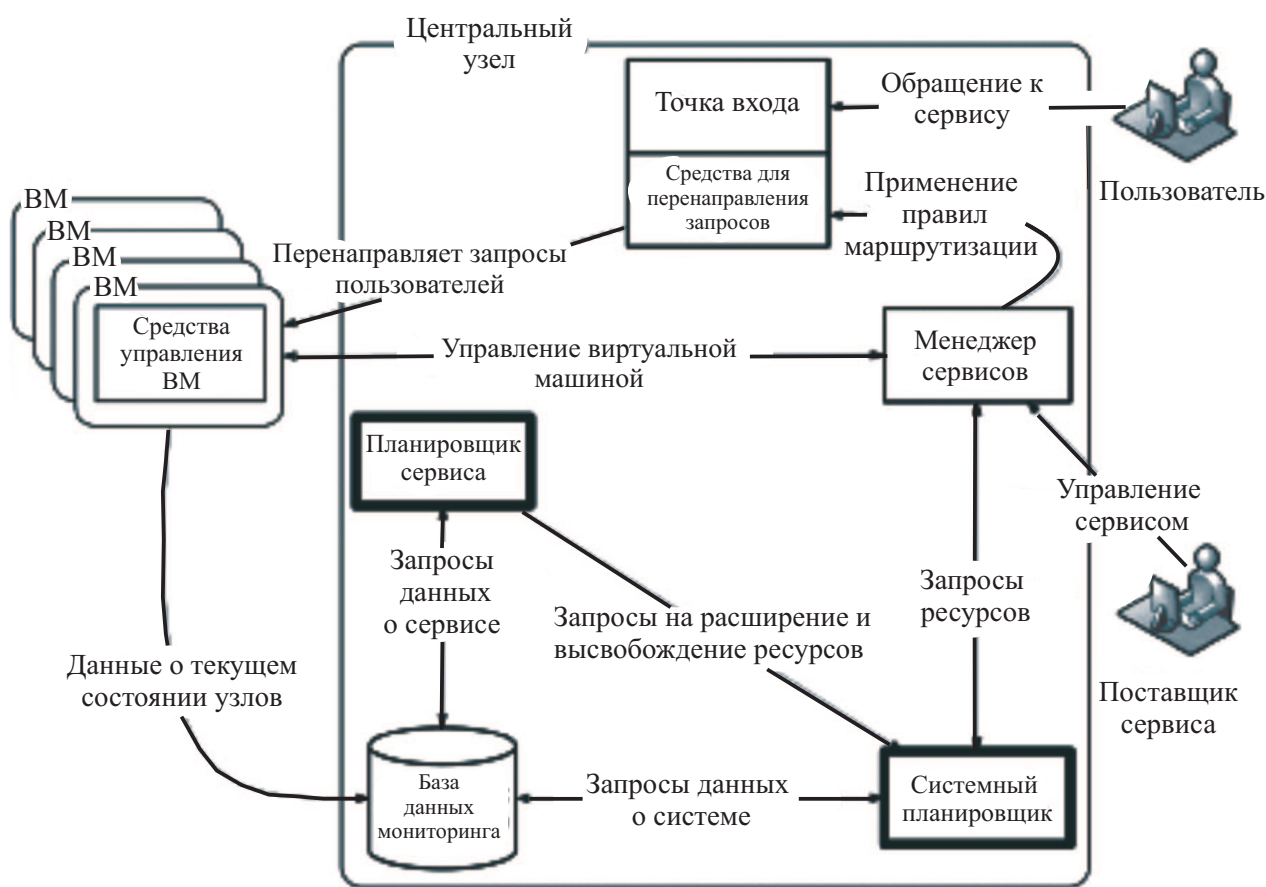 Центральный
узел
Точка входа
Обращение к
сервису
Пользователь
Средства для
перенаправления
запросов
Применение
правил
маршрутизации
ВМ
ВМ
ВМ
ВМ
Средства
управления
ВМ
Перенаправляет запросы
пользователей
Управление виртуальной
машиной
Менеджер
сервисов
Планировщик
сервиса
Управление
сервисом
Запросы
данных
о сервисе
Запросы на расширение и
высвобождение ресурсов
Запросы
ресурсов
Данные о текущем
состоянии узлов
Поставщик
сервиса
База
данных
мониторинга
Запросы данных
о системе
Системный
планировщик